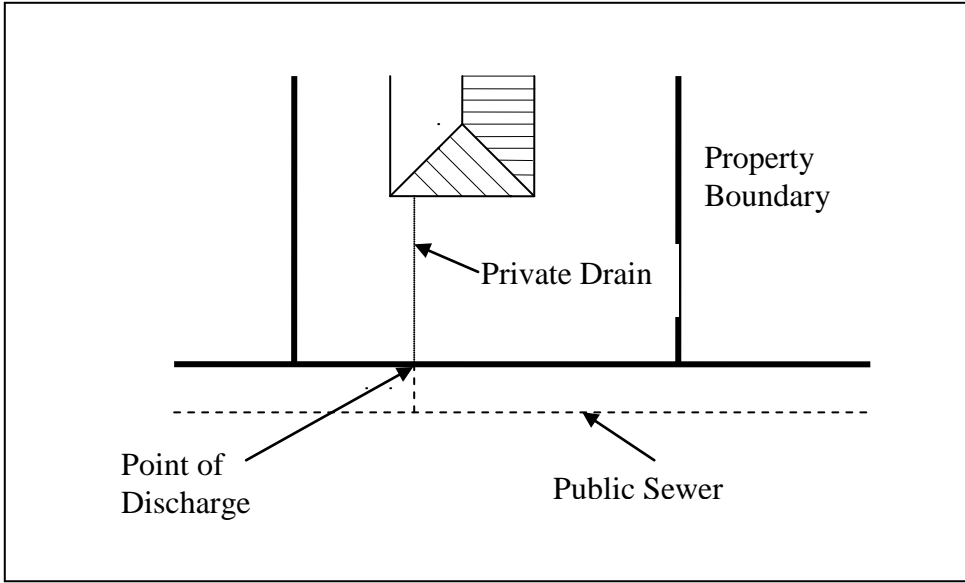 Property
Boundary
Private Drain
Point of
Discharge
Public Sewer